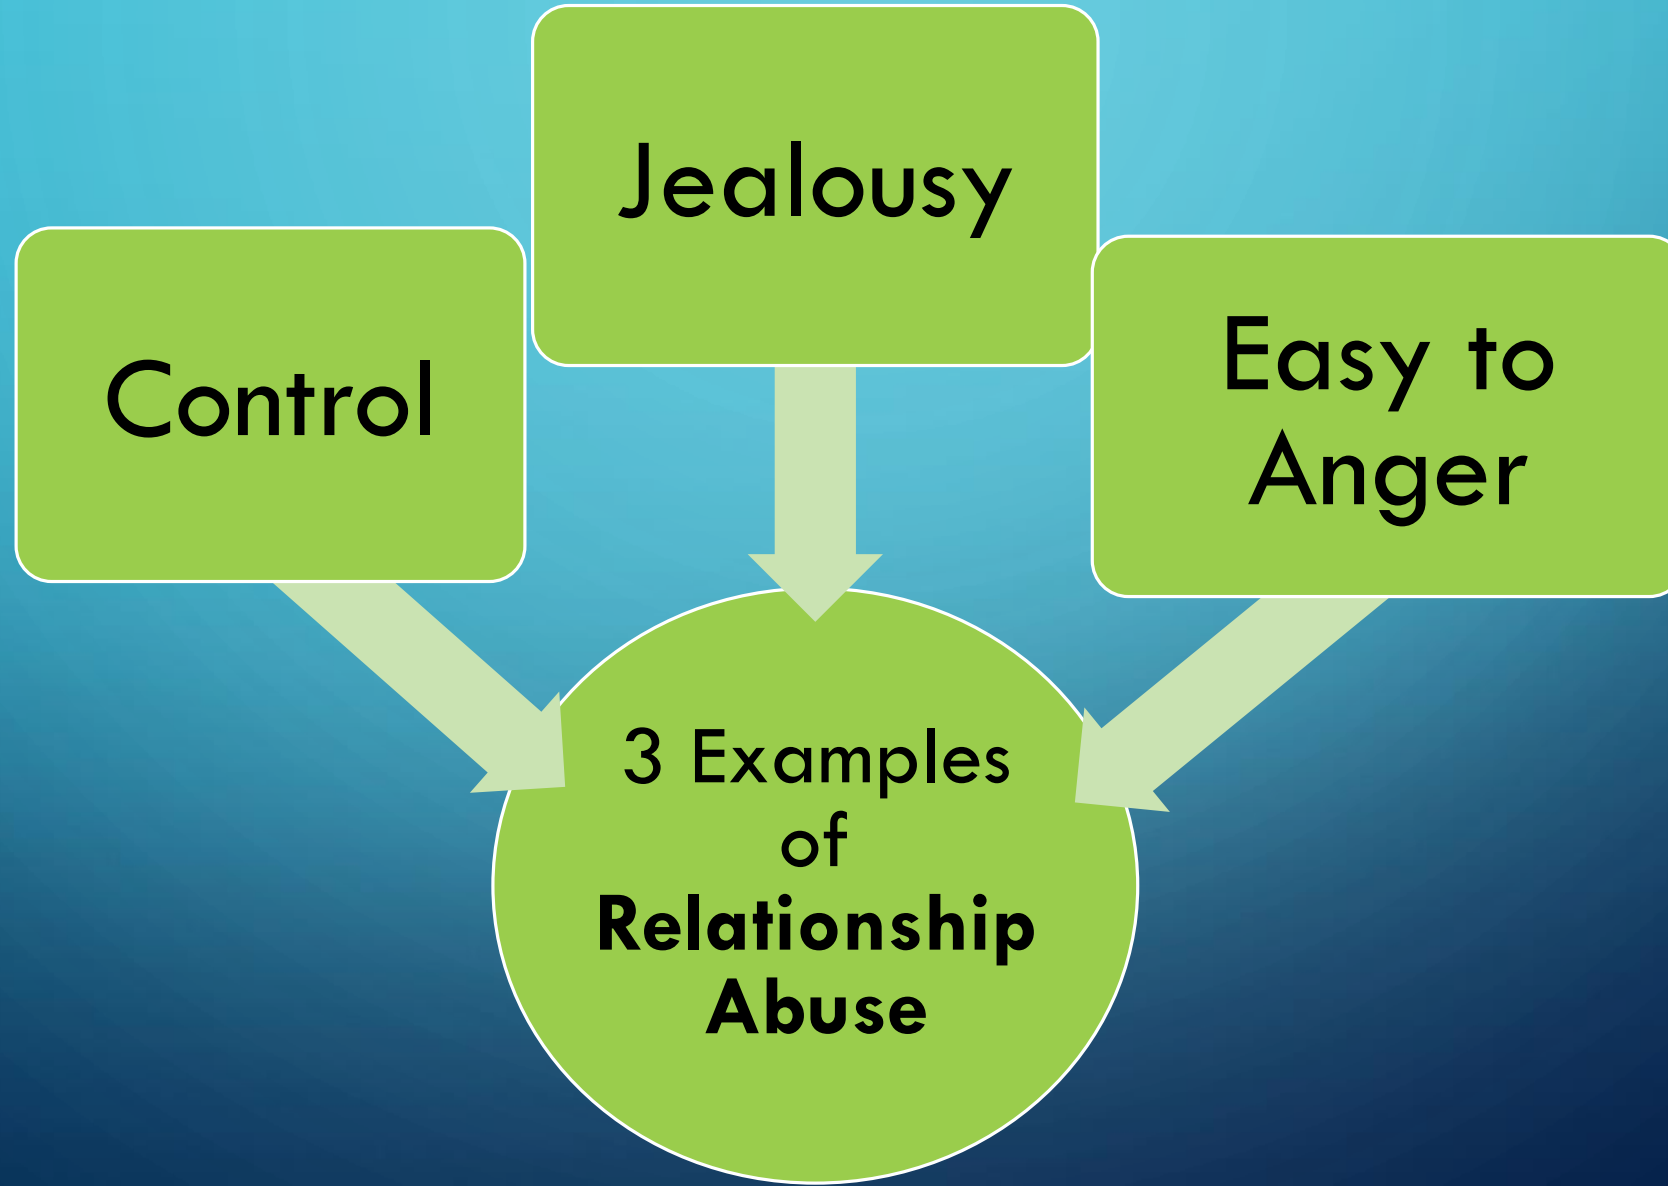 Control
Jealousy
Easy to
Anger
3 Examples
of
Relationship
Abuse